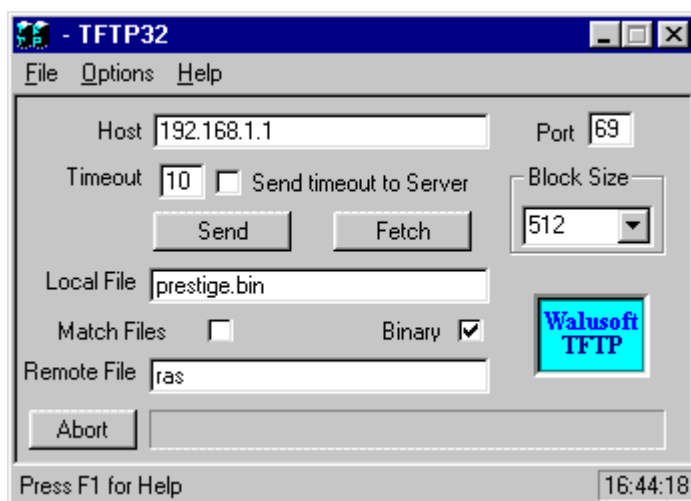 - TFTP32
File Options Help
Host 192.168.1.1 Port 69
Timeout 10 Send timeout to Server Block Size
Send Fetch 512
Local File prestige.bin
Match Files Binary Walusoft
TFTP
Remote File ras
Abort
Press F1 for Help 16:44:18